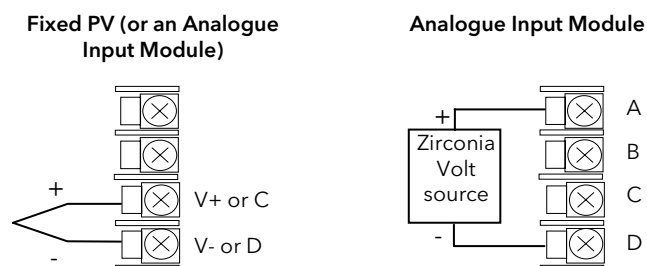 Fixed PV (or an Analogue
Input Module)
+
V+ or C
-
V- or D
Analogue Input Module
+
Zirconia
Volt
source
-
A
B
C
D